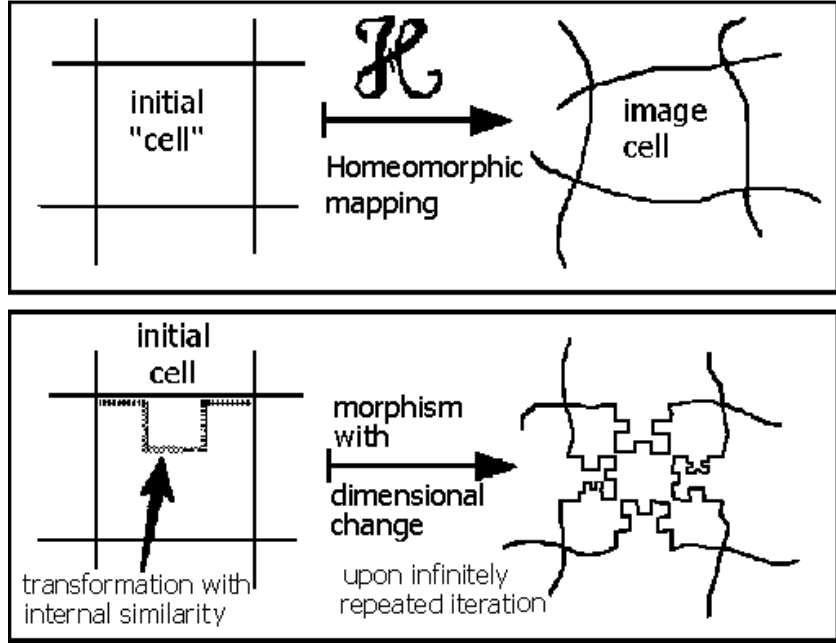 H
initial
"cell"
Homeomorphic
mapping
image
cell
initial
cell
transformation with
internal similarity
morphism
with
dimensional
change
upon infinitely
repeated iteration